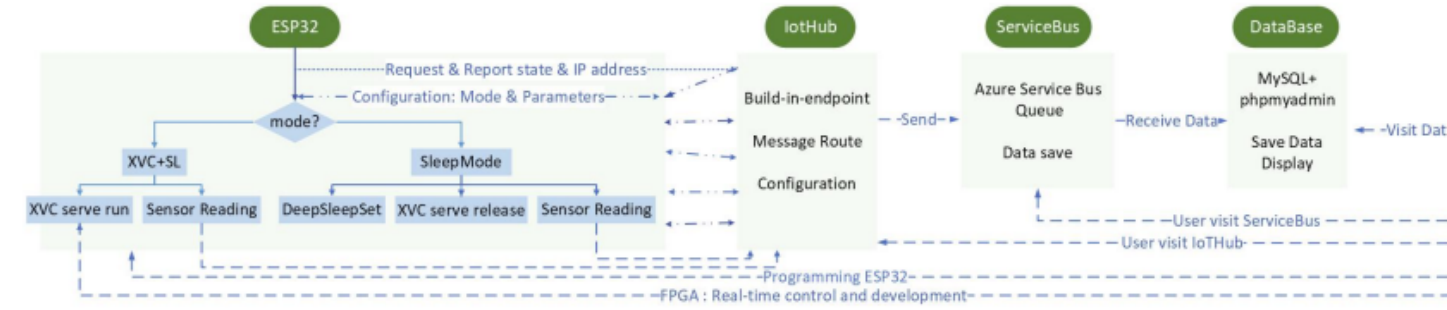 ESP32
IotHub
ServiceBus
DataBase
Request & Report state & IP address
Configuration: Mode & Parameters
mode?
XVC+SL
SleepMode
XVC serve run
Sensor Reading
DeepSleepSet
XVC serve release
Sensor Reading
Build-in-endpoint
Message Route
Configuration
Send
Azure Service Bus
Queue
Data save
Receive Data
MySQL+
phpmyadmin
Save Data
Display
Visit Dat
User visit ServiceBus
User visit IoTHub
Programming ESP32
FPGA : Real-time control and development